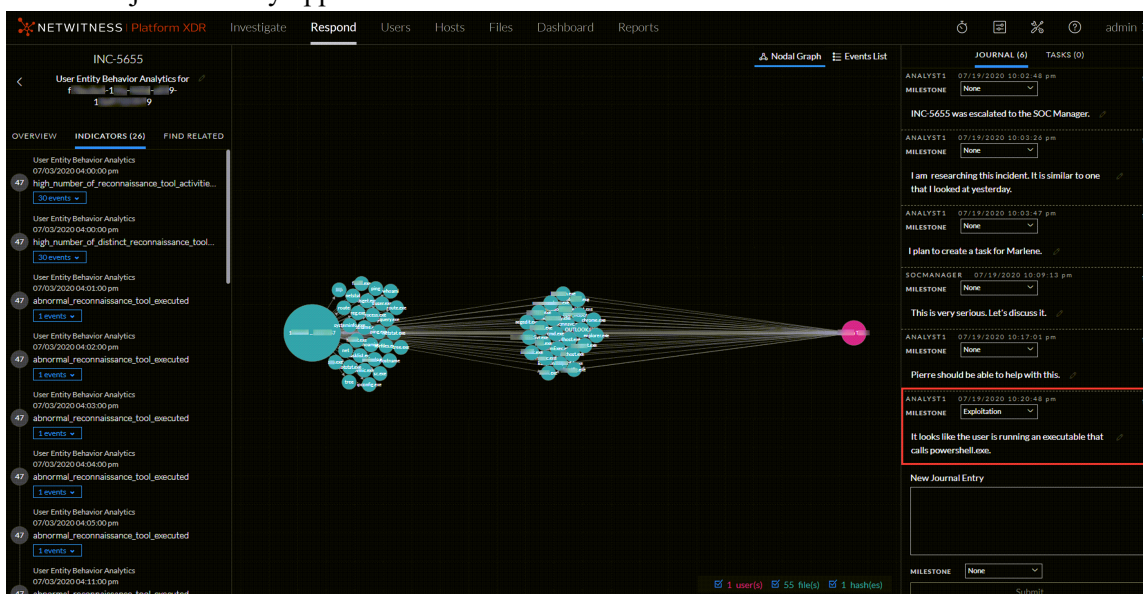 NETWITNESS Platform XDR
Investigate
Respond
Users
Hosts
Files
Dashboard
Reports
admin
INC-5655
User Entity Behavior Analytics for
OVERVIEW
INDICATORS (26)
FIND RELATED
User Entity Behavior Analytics
07/03/2020 04:00:00 pm
47 high_number_of_reconnaissance_tool_activitie...
30 events
User Entity Behavior Analytics
07/03/2020 04:00:00 pm
47 high_number_of_distinct_reconnaissance_tool...
30 events
User Entity Behavior Analytics
07/03/2020 04:01:00 pm
47 abnormal_reconnaissance_tool_executed
1 events
User Entity Behavior Analytics
07/03/2020 04:02:00 pm
47 abnormal_reconnaissance_tool_executed
1 events
User Entity Behavior Analytics
07/03/2020 04:03:00 pm
47 abnormal_reconnaissance_tool_executed
1 events
User Entity Behavior Analytics
07/03/2020 04:04:00 pm
47 abnormal_reconnaissance_tool_executed
1 events
User Entity Behavior Analytics
07/03/2020 04:05:00 pm
47 abnormal_reconnaissance_tool_executed
1 events
User Entity Behavior Analytics
07/03/2020 04:11:00 pm
Nodal Graph
Events List
OUTLOOK
chrome.exe
tree
1 user(s)
55 file(s)
1 hash(es)
JOURNAL (6)
TASKS (0)
ANALYST1 07/19/2020 10:02:48 pm
MILESTONE None
INC-5655 was escalated to the SOC Manager.
ANALYST1 07/19/2020 10:03:26 pm
MILESTONE None
I am researching this incident. It is similar to one
that I looked at yesterday.
ANALYST1 07/19/2020 10:03:47 pm
MILESTONE None
I plan to create a task for Marlene.
SOCMANAGER 07/19/2020 10:09:13 pm
MILESTONE None
This is very serious. Let's discuss it.
ANALYST1 07/19/2020 10:17:01 pm
MILESTONE None
Pierre should be able to help with this.
ANALYST1 07/19/2020 10:20:48 pm
MILESTONE Exploitation
It looks like the user is running an executable that
calls powershell.exe.
New Journal Entry
MILESTONE None
Submit